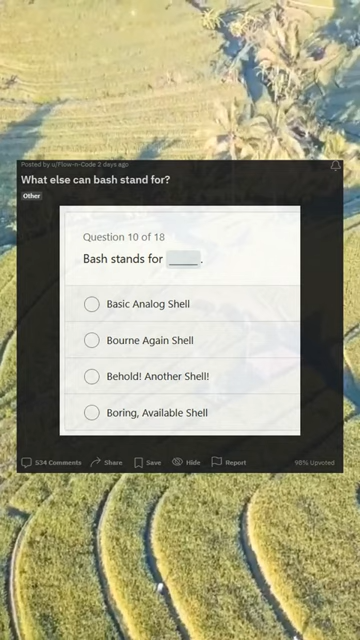 Posted by u/Flow-n-Code 2 days ago
What else can bash stand for?
Other
Question 10 of 18
Bash stands for _____.
Basic Analog Shell
Bourne Again Shell
Behold! Another Shell!
Boring, Available Shell
534 Comments Share Save Hide Report 98% Upvoted